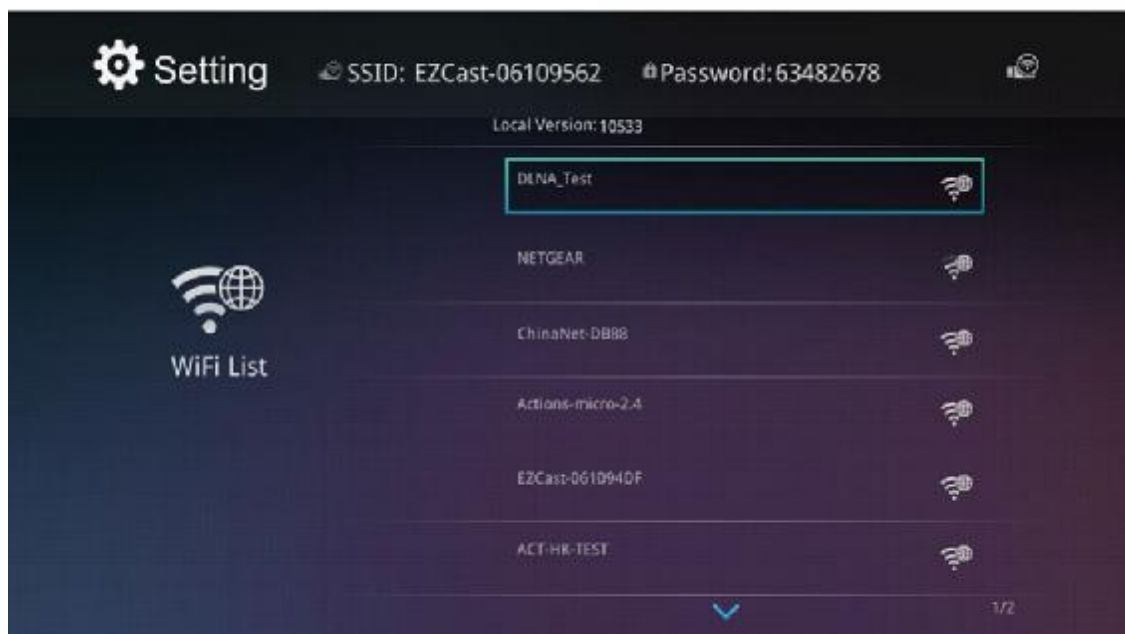 Setting SSID: EZCast-06109562 Password: 63482678
Local Version: 10533
DLNA_Test
NETGEAR
ChinaNet-DB88
WiFi List
Actions-micro-2.4
EZCast-061094DF
ACT-HK-TEST
1/2